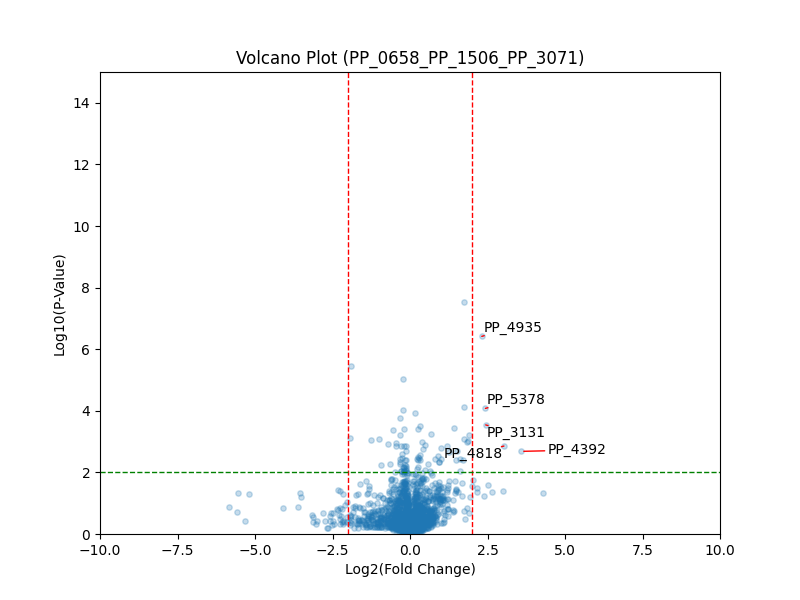 Volcano Plot (PP_0658_PP_1506_PP_3071)
14
12
10
8
6
4
2
0
Log10(P-Value)
PP_4935
PP_5378
PP_3131
PP_4818
PP_4392
−10.0 −7.5 −5.0 −2.5 0.0 2.5 5.0 7.5 10.0
Log2(Fold Change)